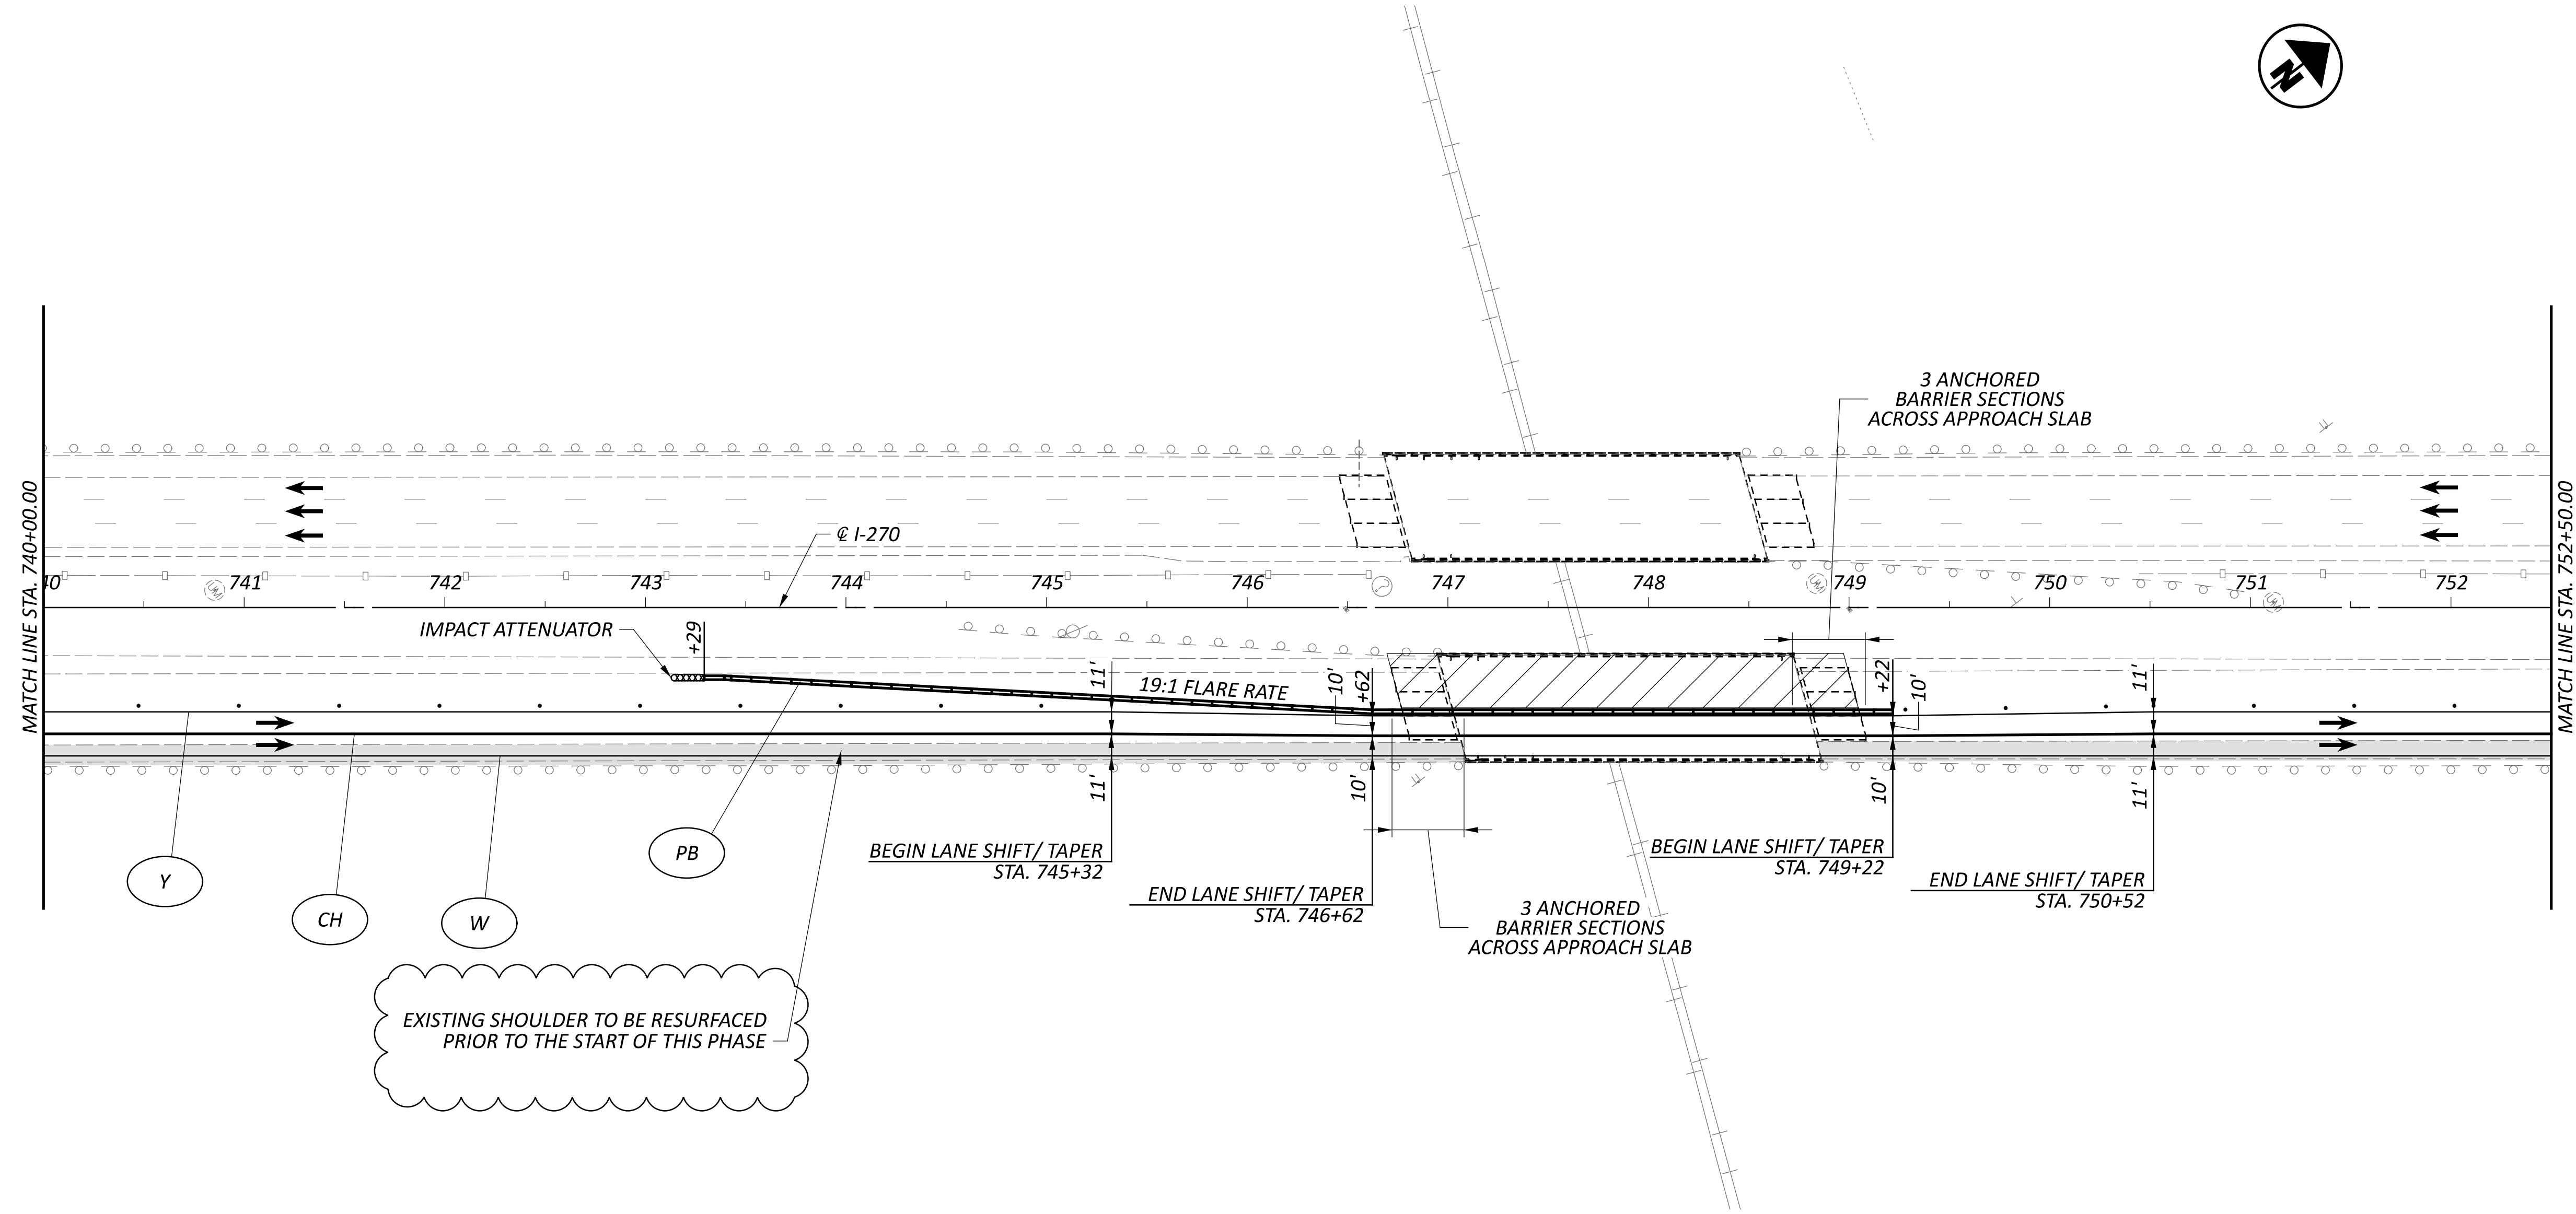 N
3 ANCHORED
BARRIER SECTIONS
ACROSS APPROACH SLAB
MATCH LINE STA. 740+00.00
MATCH LINE STA. 752+50.00
℄ I-270
40
741
742
743
744
745
746
747
748
749
750
751
752
IMPACT ATTENUATOR
+29
11'
19:1 FLARE RATE
10'
+62
+22
10'
11'
11'
10'
10'
11'
PB
BEGIN LANE SHIFT/ TAPER
STA. 745+32
BEGIN LANE SHIFT/ TAPER
STA. 749+22
Y
CH
W
END LANE SHIFT/ TAPER
STA. 746+62
END LANE SHIFT/ TAPER
STA. 750+52
3 ANCHORED
BARRIER SECTIONS
ACROSS APPROACH SLAB
EXISTING SHOULDER TO BE RESURFACED
PRIOR TO THE START OF THIS PHASE